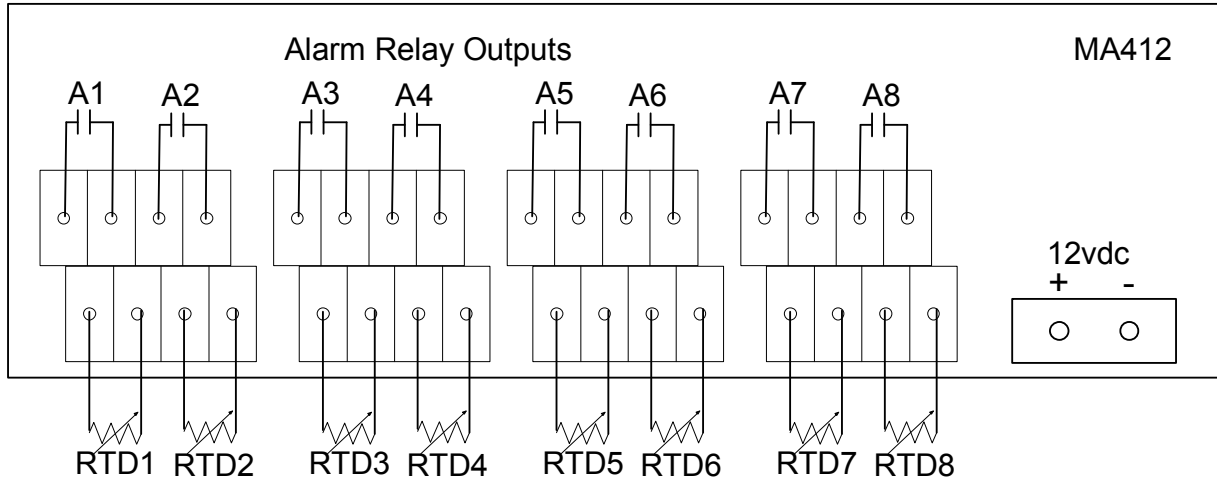 Alarm Relay Outputs MA412
A1 A2 A3 A4 A5 A6 A7 A8
12vdc
+ -
RTD1 RTD2 RTD3 RTD4 RTD5 RTD6 RTD7 RTD8